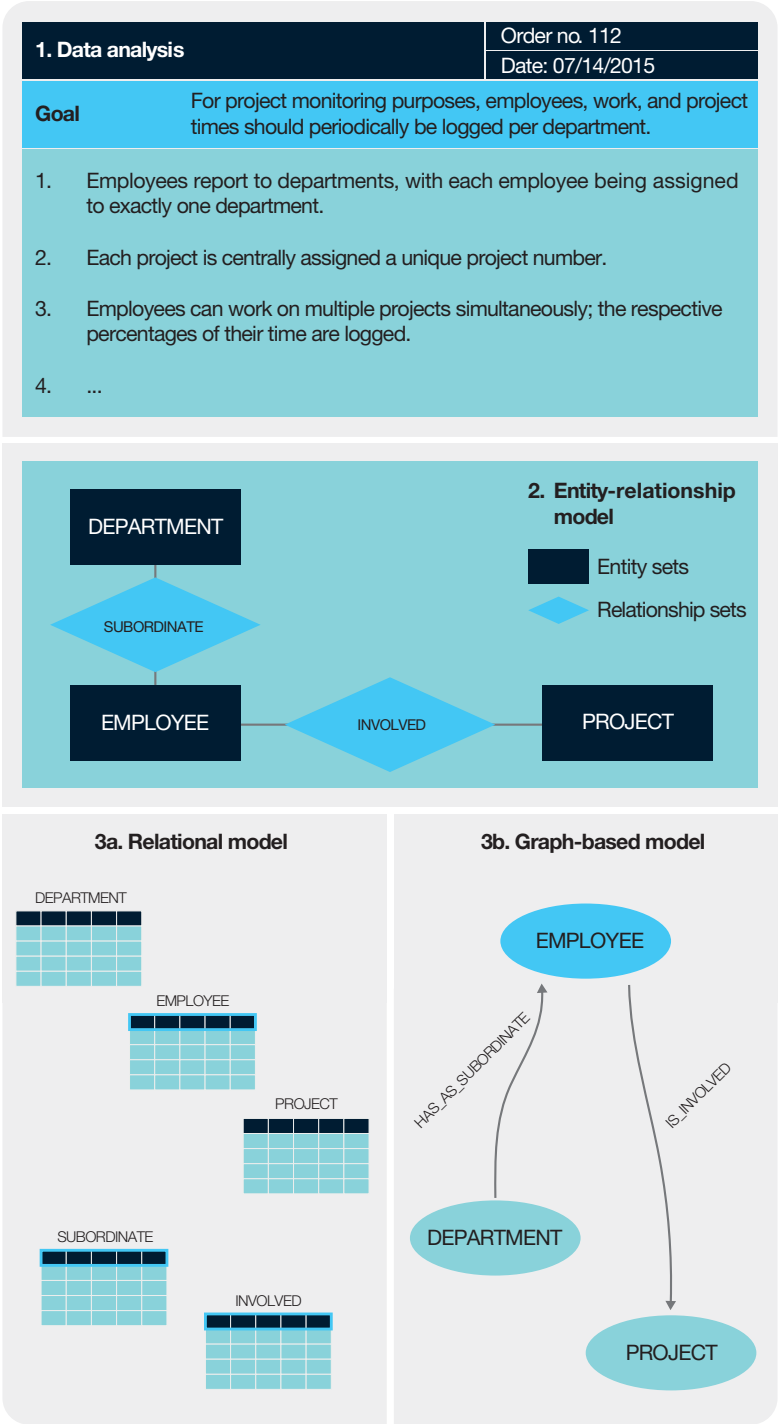 1. Data analysis
Order no. 112
Date: 07/14/2015
Goal
For project monitoring purposes, employees, work, and project
times should periodically be logged per department.
1. Employees report to departments, with each employee being assigned
to exactly one department.
2. Each project is centrally assigned a unique project number.
3. Employees can work on multiple projects simultaneously; the respective
percentages of their time are logged.
4. ...
2. Entity-relationship
model
Entity sets
Relationship sets
DEPARTMENT
SUBORDINATE
EMPLOYEE
INVOLVED
PROJECT
3a. Relational model
DEPARTMENT
EMPLOYEE
PROJECT
SUBORDINATE
INVOLVED
3b. Graph-based model
EMPLOYEE
HAS_AS_SUBORDINATE
IS_INVOLVED
DEPARTMENT
PROJECT